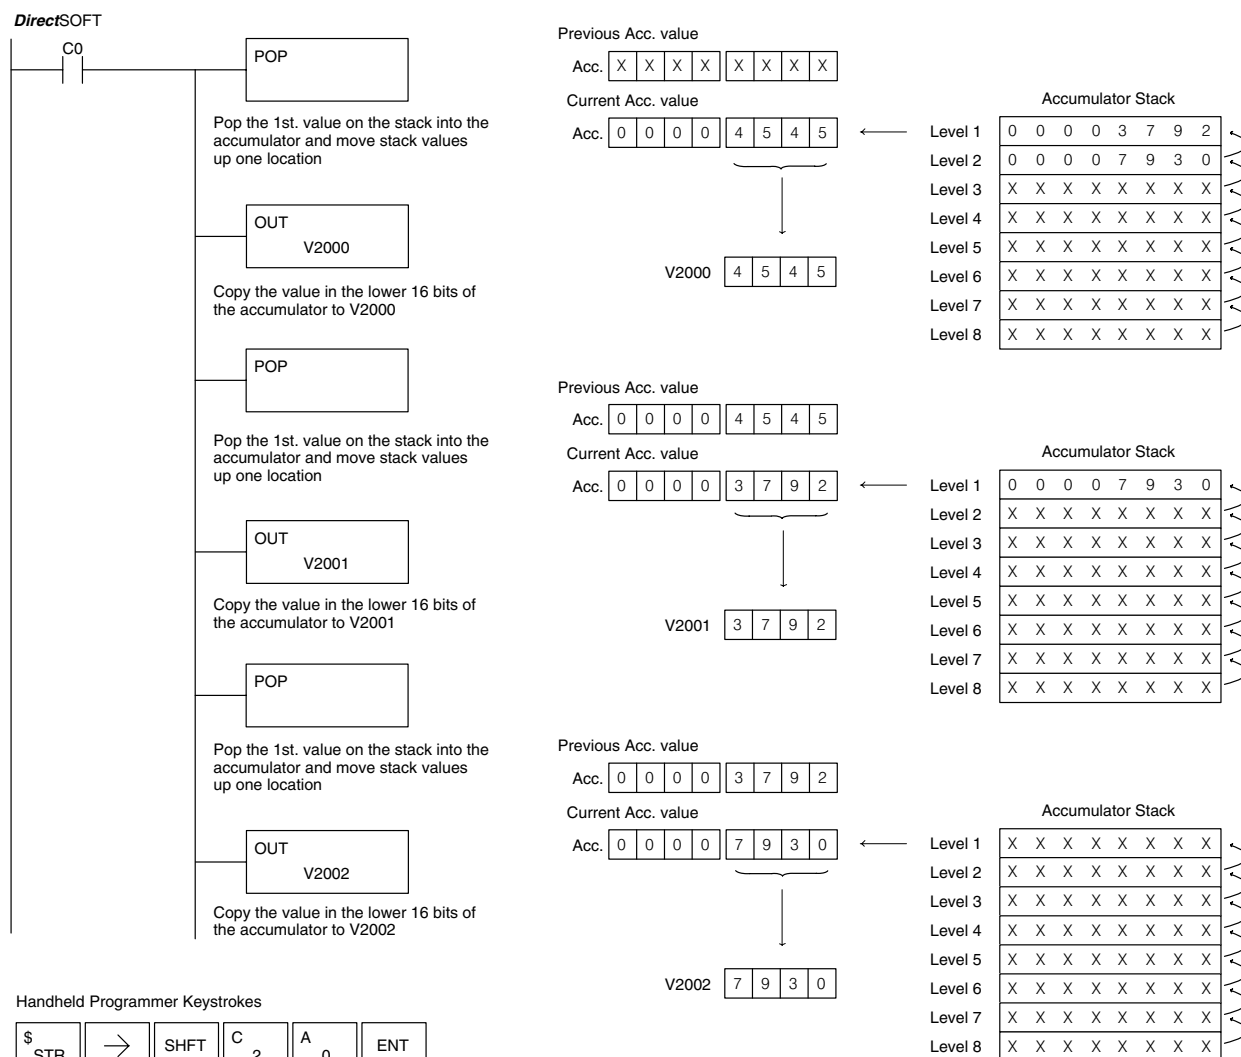 DirectSOFT
C0
POP
Pop the 1st. value on the stack into the
accumulator and move stack values
up one location
OUT
V2000
Copy the value in the lower 16 bits of
the accumulator to V2000
POP
Pop the 1st. value on the stack into the
accumulator and move stack values
up one location
OUT
V2001
Copy the value in the lower 16 bits of
the accumulator to V2001
POP
Pop the 1st. value on the stack into the
accumulator and move stack values
up one location
OUT
V2002
Copy the value in the lower 16 bits of
the accumulator to V2002
Previous Acc. value
Acc. X X X X X X X X
Current Acc. value
Acc. 0 0 0 0 4 5 4 5
V2000 4 5 4 5
Accumulator Stack
Level 1 0 0 0 0 3 7 9 2
Level 2 0 0 0 0 7 9 3 0
Level 3 X X X X X X X X
Level 4 X X X X X X X X
Level 5 X X X X X X X X
Level 6 X X X X X X X X
Level 7 X X X X X X X X
Level 8 X X X X X X X X
Previous Acc. value
Acc. 0 0 0 0 4 5 4 5
Current Acc. value
Acc. 0 0 0 0 3 7 9 2
V2001 3 7 9 2
Accumulator Stack
Level 1 0 0 0 0 7 9 3 0
Level 2 X X X X X X X X
Level 3 X X X X X X X X
Level 4 X X X X X X X X
Level 5 X X X X X X X X
Level 6 X X X X X X X X
Level 7 X X X X X X X X
Level 8 X X X X X X X X
Previous Acc. value
Acc. 0 0 0 0 3 7 9 2
Current Acc. value
Acc. 0 0 0 0 7 9 3 0
V2002 7 9 3 0
Accumulator Stack
Level 1 X X X X X X X X
Level 2 X X X X X X X X
Level 3 X X X X X X X X
Level 4 X X X X X X X X
Level 5 X X X X X X X X
Level 6 X X X X X X X X
Level 7 X X X X X X X X
Level 8 X X X X X X X X
Handheld Programmer Keystrokes
$ STR → SHFT C 2 A 0 ENT